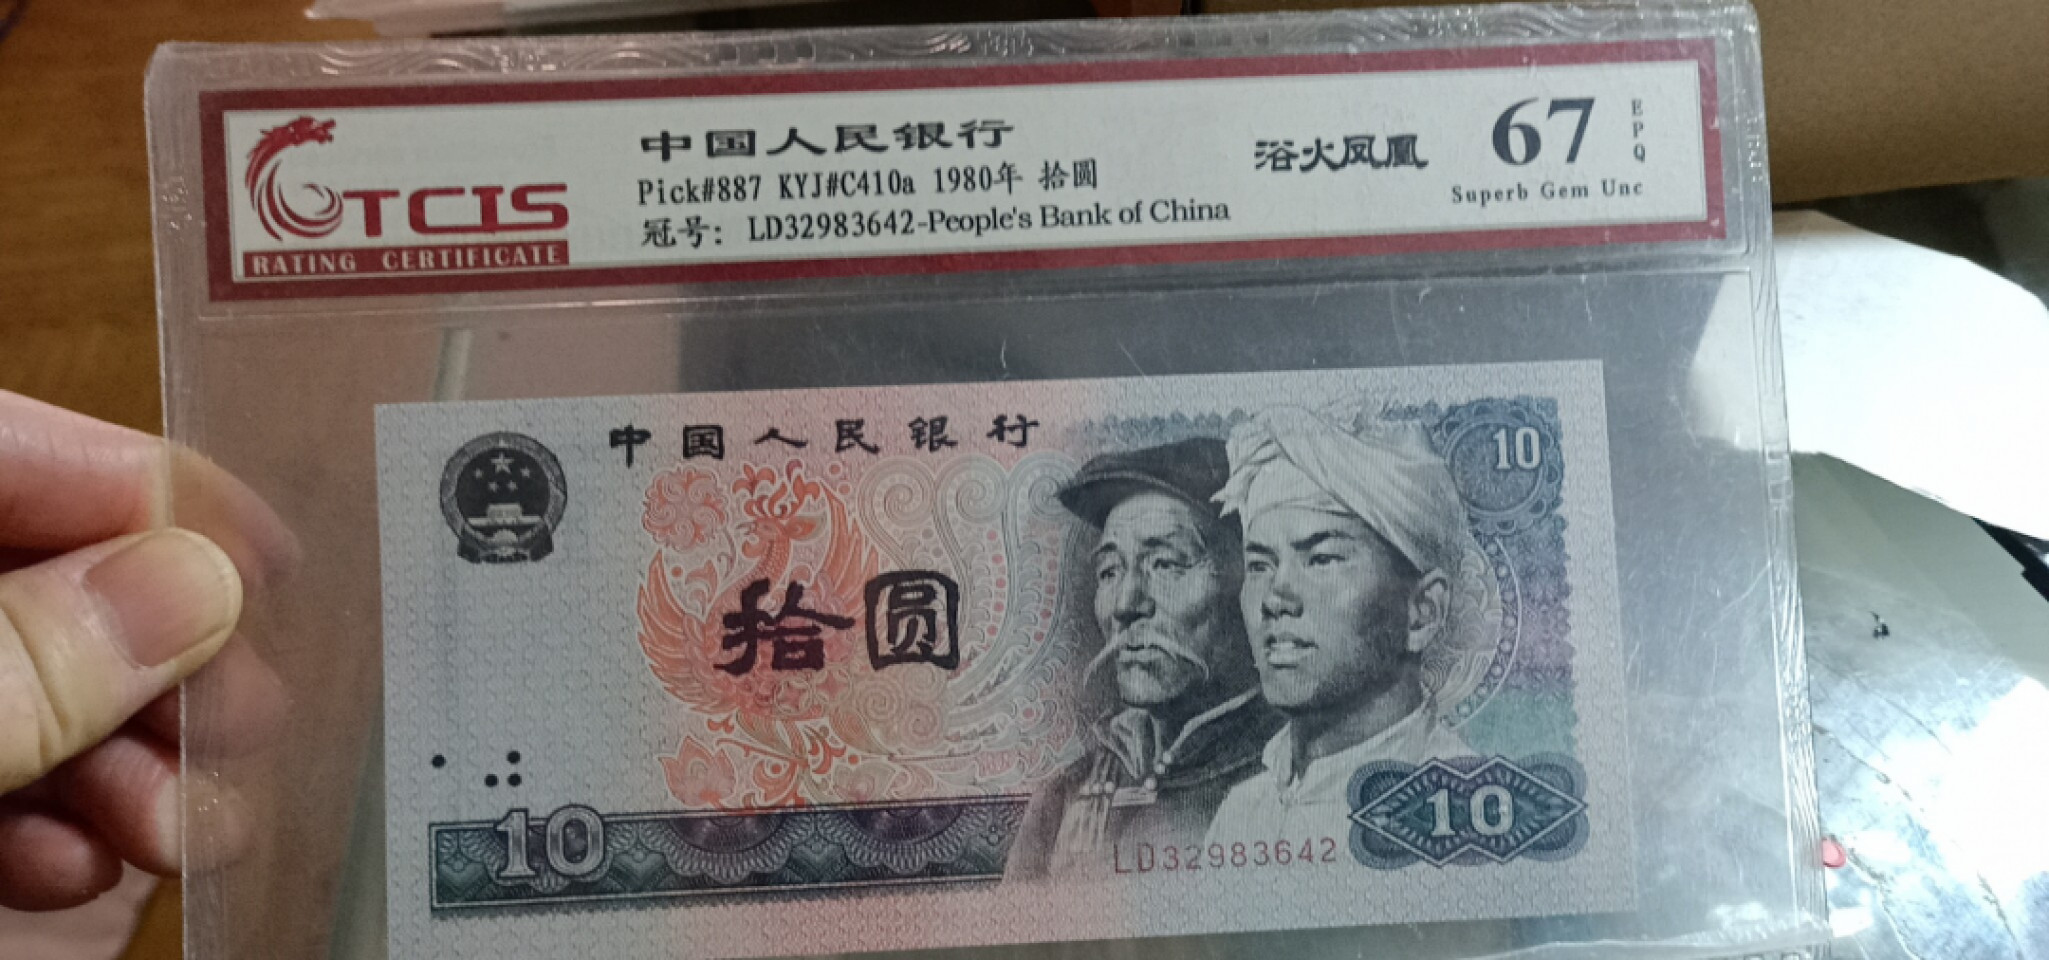 TCIS
RATING CERTIFICATE
中国人民银行
Pick#887 KYJ#C410a 1980年 拾圆
冠号: LD32983642-People's Bank of China
浴火凤凰
67
EPQ
Superb Gem Unc
中国人民银行
10
拾圆
10
10
LD32983642